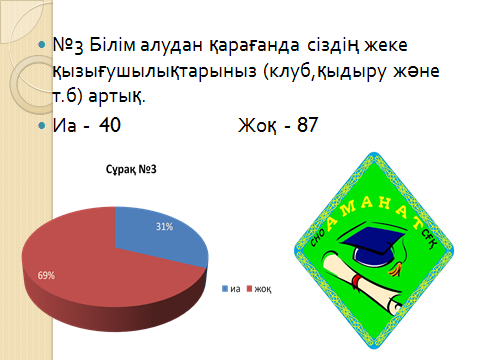 №3 Білім алудан қарағанда сіздің жеке
қызығушылықтарыныз (клуб,қыдыру және
т.б) артық.
Иа - 40 Жоқ - 87
Сұрақ №3
31%
69%
иа жоқ
АМАНАТ
СНО СҒҚ